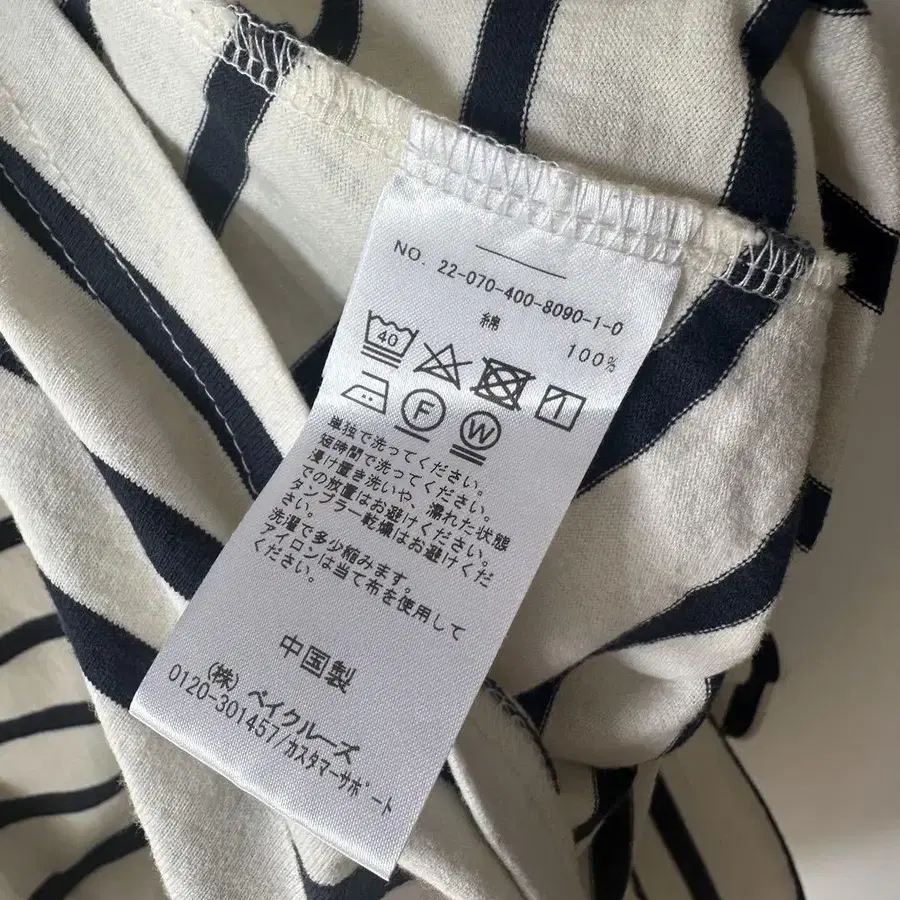 NO. 22-070-400-8090-1-0
綿
100%
40
F
W
単独で洗ってください。
短時間で洗ってください。
浸け置き洗いや、濡れた状態
での放置はお避けください。
タンブラー乾燥はお避けくだ
さい。
洗濯で多少縮みます。
アイロンは当て布を使用して
ください。
中国製
(株) ベイクルーズ
0120-301457/カスタマーサポート